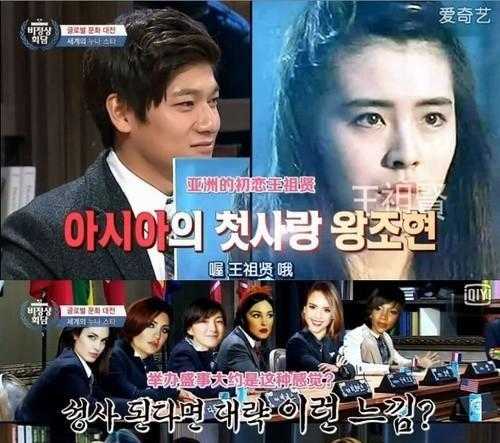 비정상회담
글로벌 문화 대전
세계의 누나 스타
爱奇艺
亚洲的初恋王祖贤
王祖賢
아시아의 첫사랑 왕조현
喔 王祖贤 哦
비정상회담
글로벌 문화 대전
세계의 누나 스타
QIYI
举办盛事大约是这种感觉?
성사 된다면 대략 이런 느낌?